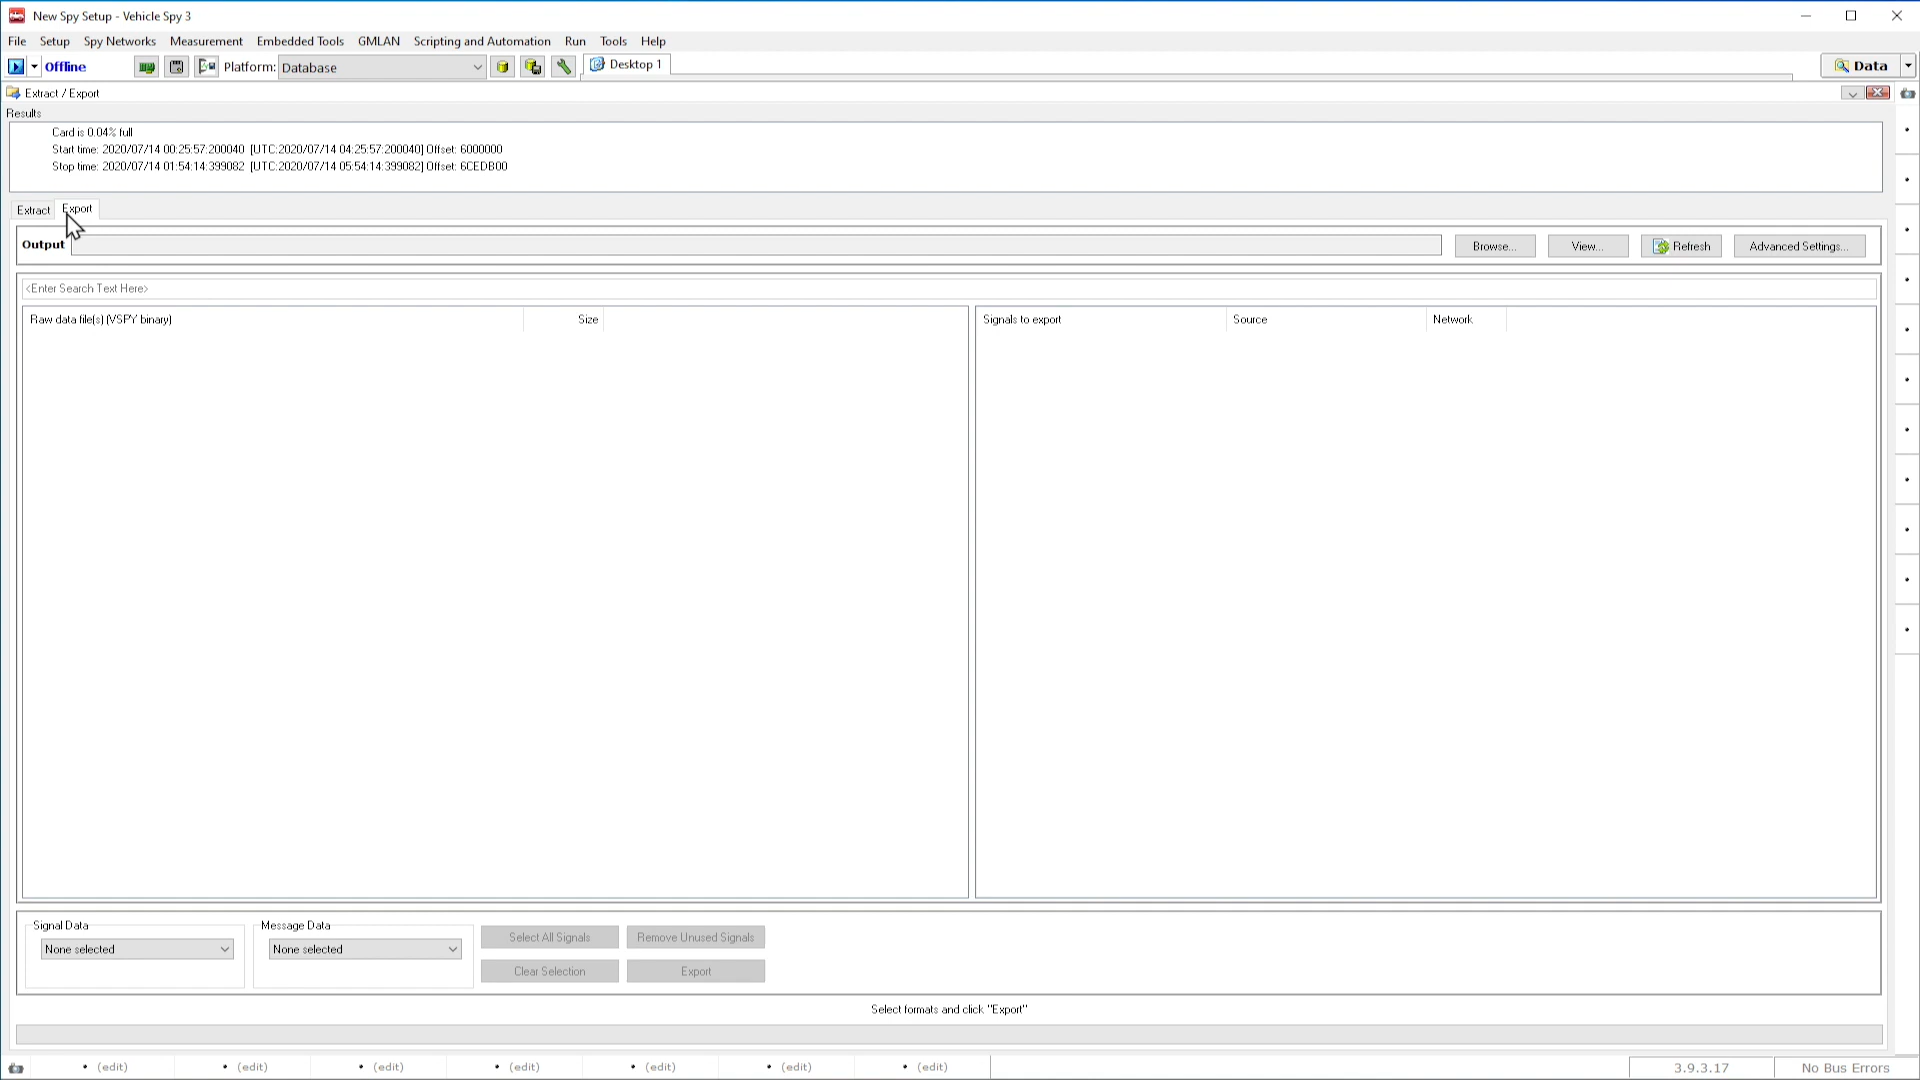 New Spy Setup - Vehicle Spy 3
File Setup Spy Networks Measurement Embedded Tools GMLAN Scripting and Automation Run Tools Help
Offline Platform: Database Desktop 1 Data
Extract / Export
Results
Card is 0.04% full
Start time: 2020/07/14 00:25:57:200040 [UTC:2020/07/14 04:25:57:200040] Offset: 6000000
Stop time: 2020/07/14 01:54:14:399082 [UTC:2020/07/14 05:54:14:399082] Offset: 6CEDB00
Extract Export
Output Browse... View... Refresh Advanced Settings...
<Enter Search Text Here>
Raw data file(s) (VSPY binary) Size Signals to export Source Network
Signal Data Message Data
None selected None selected Select All Signals Remove Unused Signals
Clear Selection Export
Select formats and click "Export"
• (edit) • (edit) • (edit) • (edit) • (edit) • (edit) • (edit) 3.9.3.17 No Bus Errors